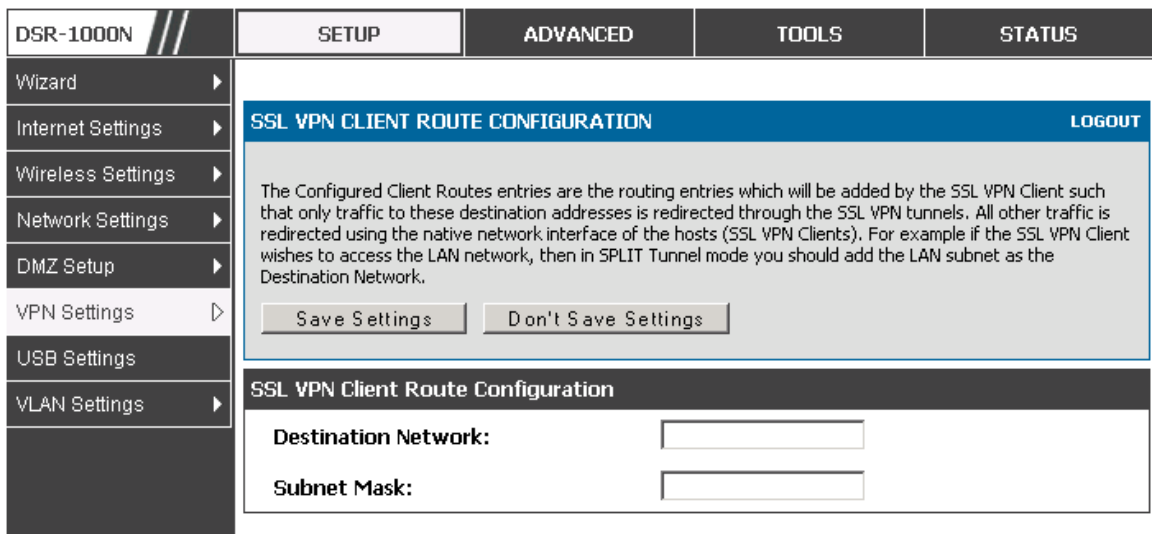 DSR-1000N
SETUP
ADVANCED
TOOLS
STATUS
Wizard
Internet Settings
Wireless Settings
Network Settings
DMZ Setup
VPN Settings
USB Settings
VLAN Settings
SSL VPN CLIENT ROUTE CONFIGURATION
LOGOUT
The Configured Client Routes entries are the routing entries which will be added by the SSL VPN Client such
that only traffic to these destination addresses is redirected through the SSL VPN tunnels. All other traffic is
redirected using the native network interface of the hosts (SSL VPN Clients). For example if the SSL VPN Client
wishes to access the LAN network, then in SPLIT Tunnel mode you should add the LAN subnet as the
Destination Network.
Save Settings
Don't Save Settings
SSL VPN Client Route Configuration
Destination Network:
Subnet Mask: